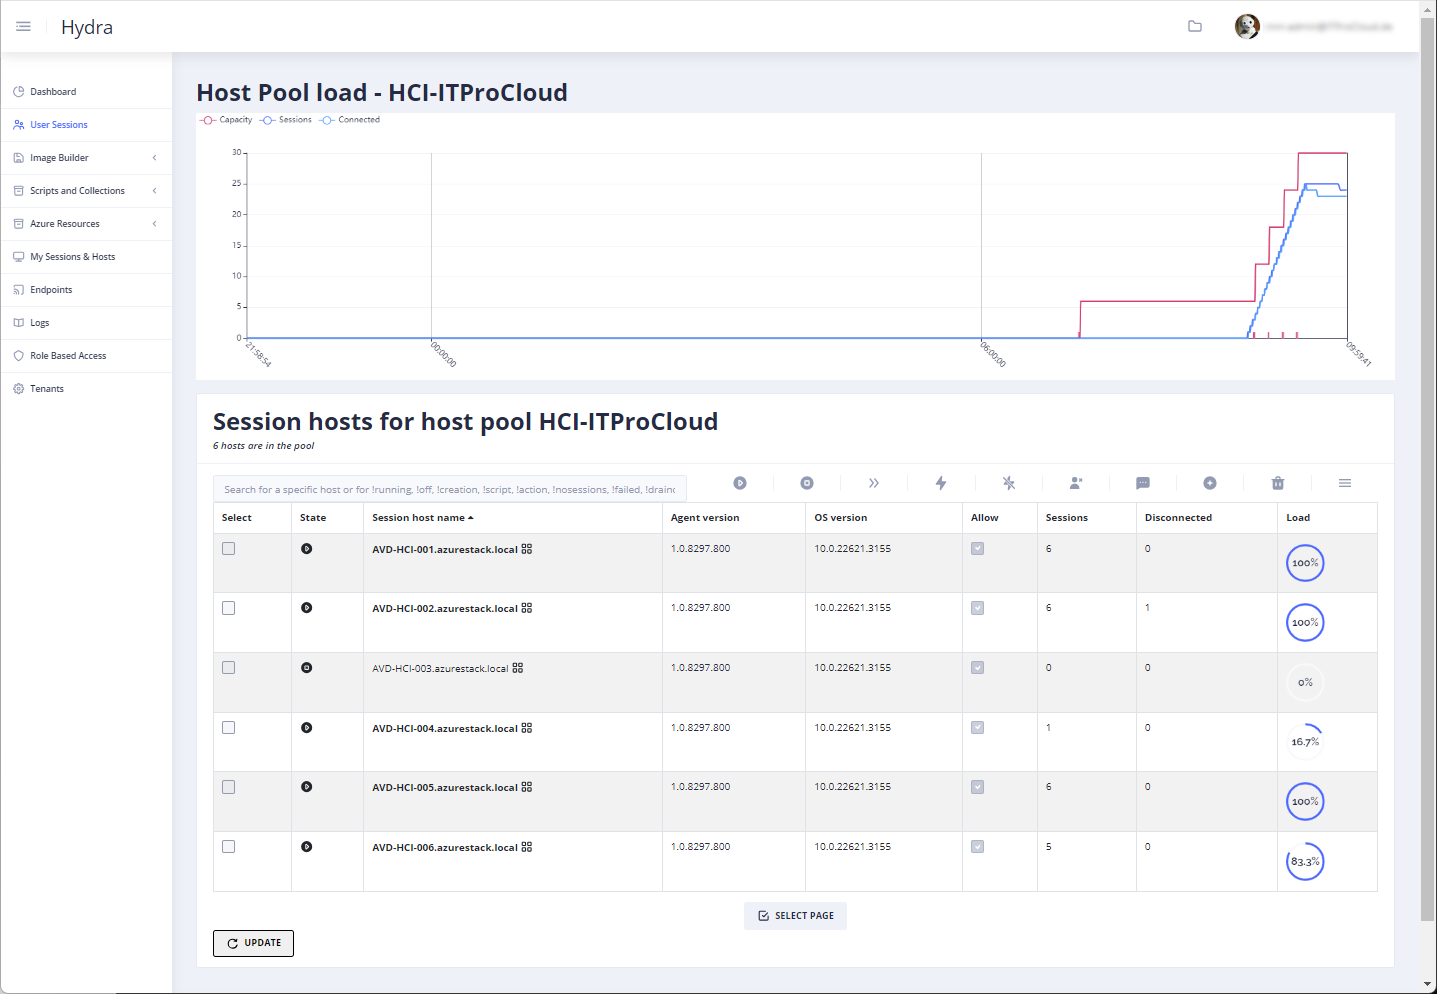 Hydra
Dashboard
User Sessions
Image Builder
Scripts and Collections
Azure Resources
My Sessions & Hosts
Endpoints
Logs
Role Based Access
Tenants
Host Pool load - HCI-ITProCloud
Capacity Sessions Connected
30
25
20
15
10
5
0
21:58:54 00:00:00 06:00:00 09:59:41
Session hosts for host pool HCI-ITProCloud
6 hosts are in the pool
Search for a specific host or for !running, !off, !creation, !script, !action, !nosessions, !failed, !drain
Select State Session host name Agent version OS version Allow Sessions Disconnected Load
AVD-HCI-001.azurestack.local 1.0.8297.800 10.0.22621.3155 6 0 100%
AVD-HCI-002.azurestack.local 1.0.8297.800 10.0.22621.3155 6 1 100%
AVD-HCI-003.azurestack.local 1.0.8297.800 10.0.22621.3155 0 0 0%
AVD-HCI-004.azurestack.local 1.0.8297.800 10.0.22621.3155 1 0 16.7%
AVD-HCI-005.azurestack.local 1.0.8297.800 10.0.22621.3155 6 0 100%
AVD-HCI-006.azurestack.local 1.0.8297.800 10.0.22621.3155 5 0 83.3%
SELECT PAGE
UPDATE